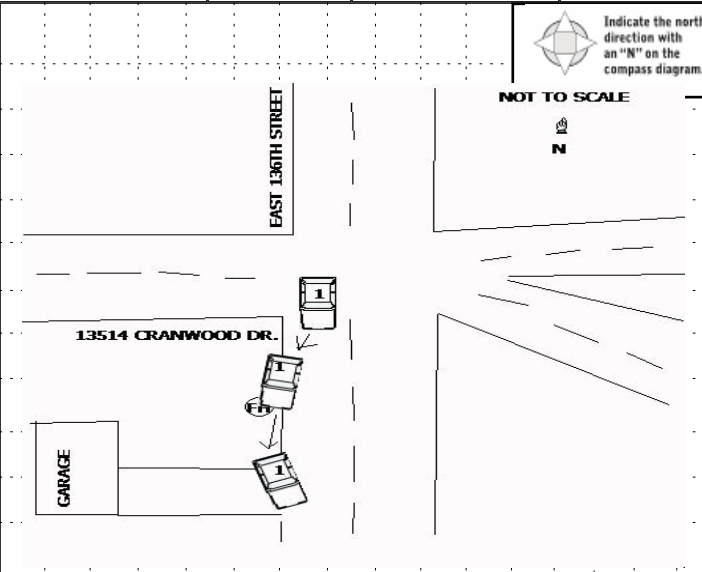 Indicate the north
direction with
an “N” on the
compass diagram.
NOT TO SCALE
N
EAST 136TH STREET
1
13514 CRANWOOD DR.
1
FH
1
GARAGE